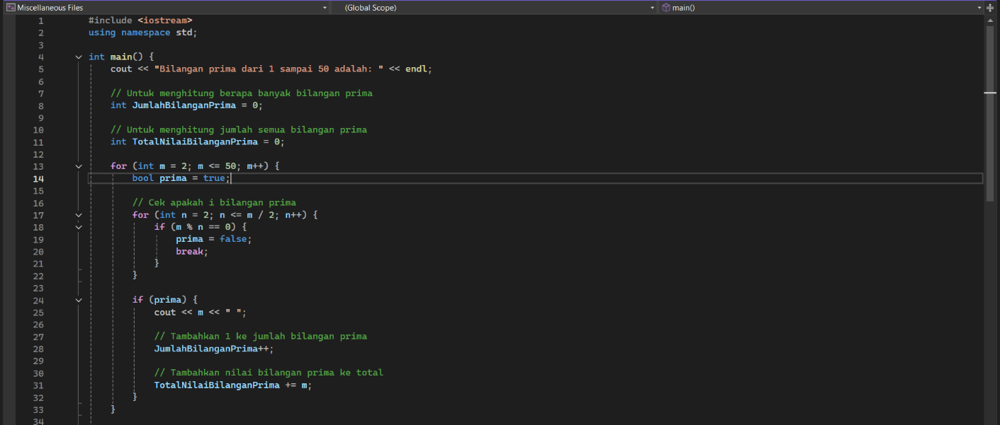 Miscellaneous Files (Global Scope) main()
1 #include <iostream>
2 using namespace std;
3
4 int main() {
5 cout << "Bilangan prima dari 1 sampai 50 adalah: " << endl;
6
7 // Untuk menghitung berapa banyak bilangan prima
8 int JumlahBilanganPrima = 0;
9
10 // Untuk menghitung jumlah semua bilangan prima
11 int TotalNilaiBilanganPrima = 0;
12
13 for (int m = 2; m <= 50; m++) {
14 bool prima = true;
15
16 // Cek apakah i bilangan prima
17 for (int n = 2; n <= m / 2; n++) {
18 if (m % n == 0) {
19 prima = false;
20 break;
21 }
22 }
23
24 if (prima) {
25 cout << m << " ";
26
27 // Tambahkan 1 ke jumlah bilangan prima
28 JumlahBilanganPrima++;
29
30 // Tambahkan nilai bilangan prima ke total
31 TotalNilaiBilanganPrima += m;
32 }
33 }
34